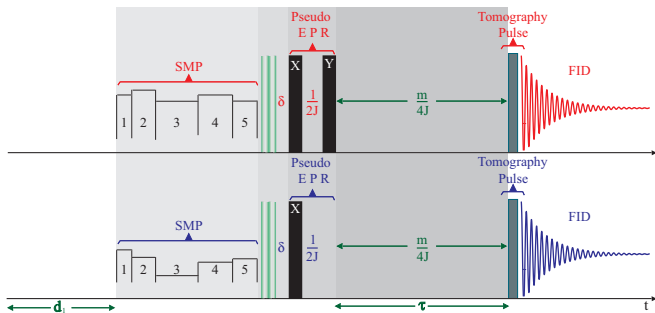 Pseudo
E P R
Tomography
Pulse
SMP
FID
X
Y
1 2 3 4 5
δ
1
2J
m
4J
Pseudo
E P R
Tomography
Pulse
SMP
FID
X
1 2 3 4 5
δ
1
2J
m
4J
d₁
τ
t